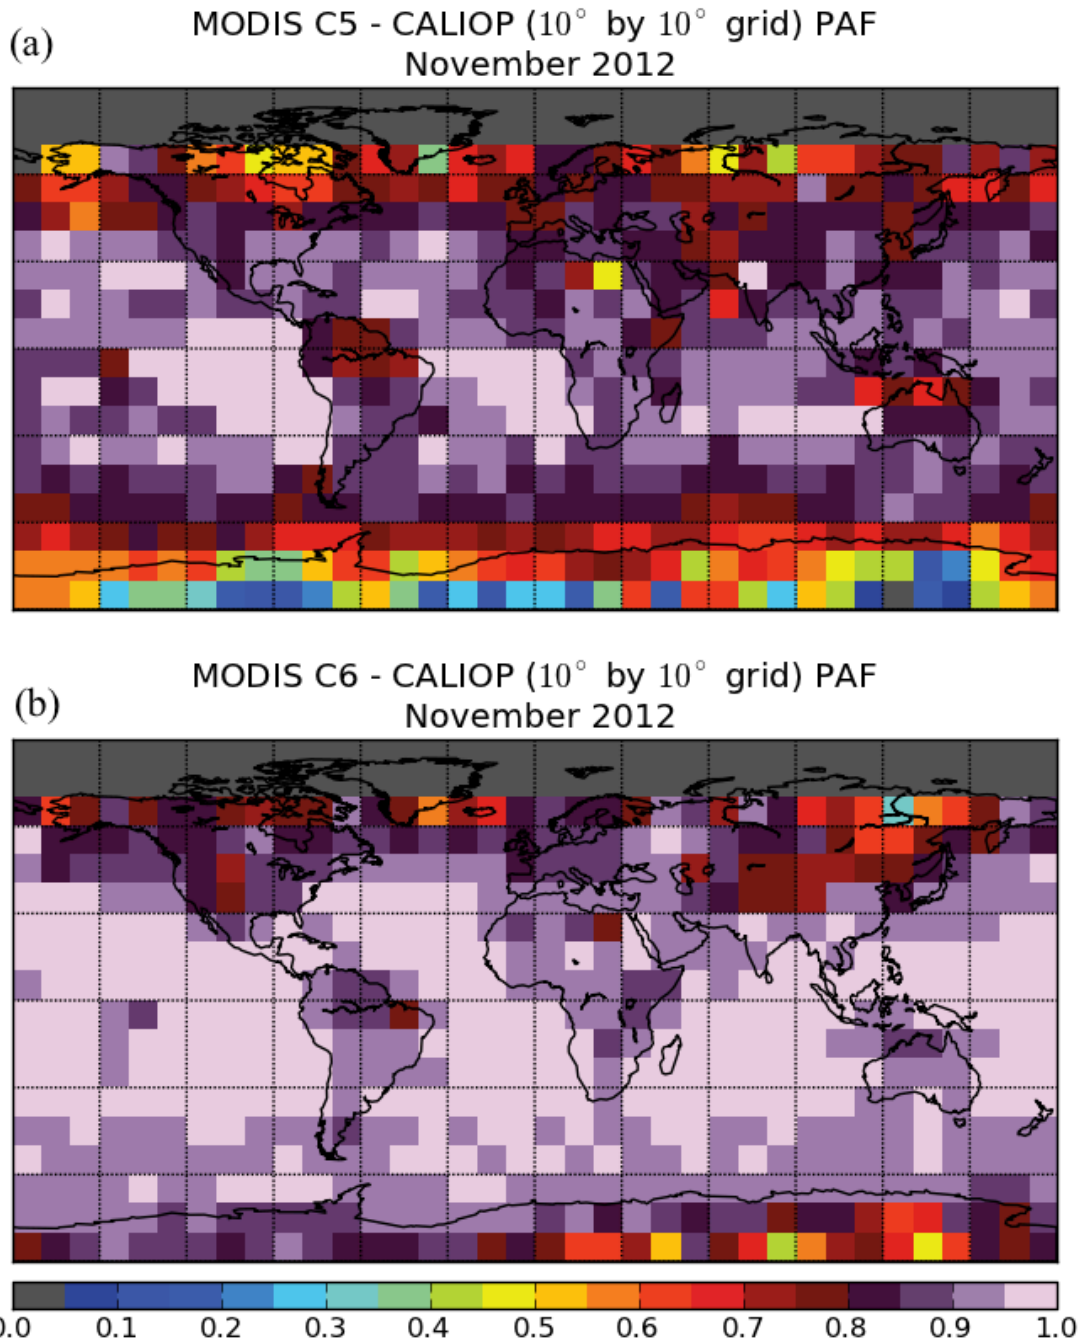 (a)
MODIS C5 - CALIOP (10° by 10° grid) PAF
November 2012
(b)
MODIS C6 - CALIOP (10° by 10° grid) PAF
November 2012
0.0 0.1 0.2 0.3 0.4 0.5 0.6 0.7 0.8 0.9 1.0